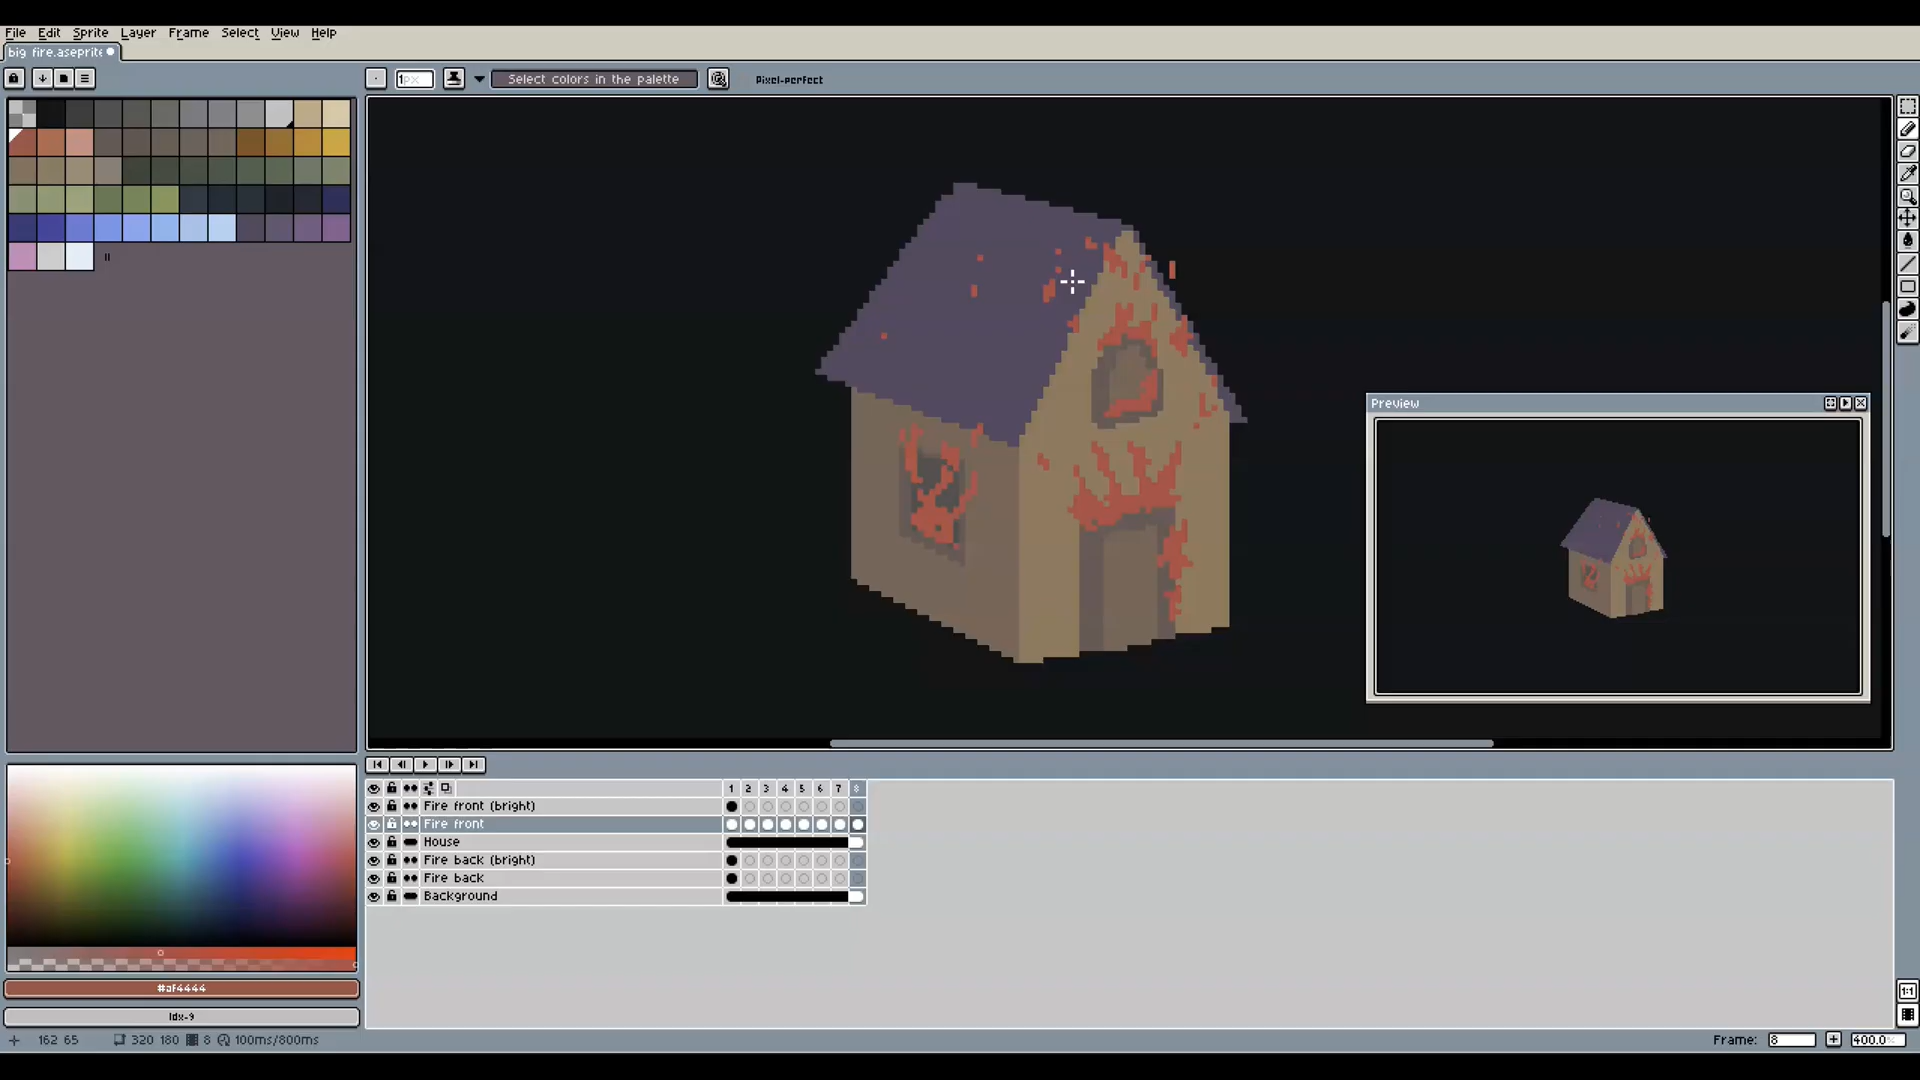 File Edit Sprite Layer Frame Select View Help
big fire.aseprite
Select colors in the palette
Pixel-perfect
Preview
1 2 3 4 5 6 7 8
Fire front (bright)
Fire front
House
Fire back (bright)
Fire back
Background
#af4444
Idx-9
162 65 320 180 8 100ms/800ms
Frame: 8 400.0
1:1